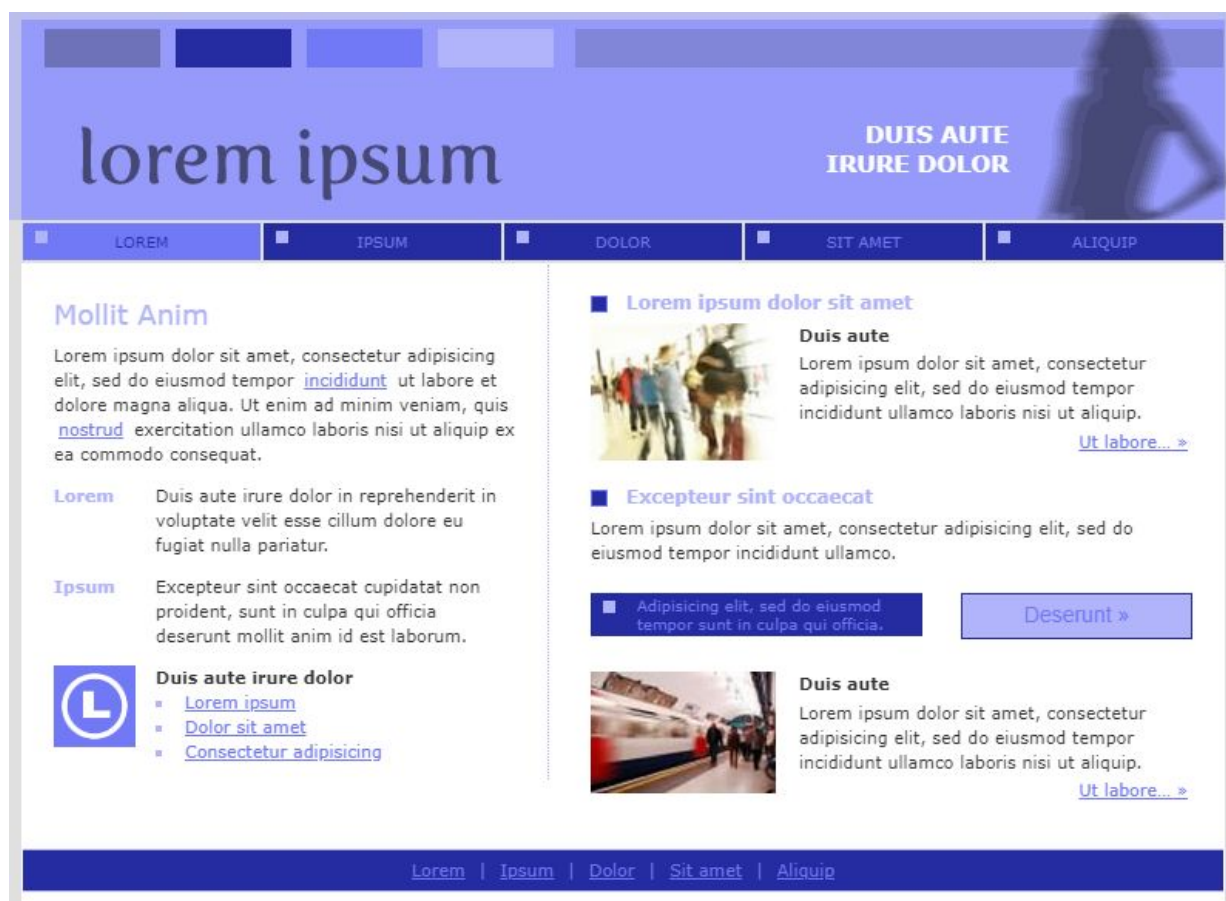 lorem ipsum
DUIS AUTE
IRURE DOLOR
LOREM
IPSUM
DOLOR
SIT AMET
ALIQUIP
Mollit Anim
Lorem ipsum dolor sit amet, consectetur adipisicing
elit, sed do eiusmod tempor incididunt ut labore et
dolore magna aliqua. Ut enim ad minim veniam, quis
nostrud exercitation ullamco laboris nisi ut aliquip ex
ea commodo consequat.
Lorem
Duis aute irure dolor in reprehenderit in
voluptate velit esse cillum dolore eu
fugiat nulla pariatur.
Ipsum
Excepteur sint occaecat cupidatat non
proident, sunt in culpa qui officia
deserunt mollit anim id est laborum.
L
Duis aute irure dolor
Lorem ipsum
Dolor sit amet
Consectetur adipisicing
Lorem ipsum dolor sit amet
Duis aute
Lorem ipsum dolor sit amet, consectetur
adipisicing elit, sed do eiusmod tempor
incididunt ullamco laboris nisi ut aliquip.
Ut labore... »
Excepteur sint occaecat
Lorem ipsum dolor sit amet, consectetur adipisicing elit, sed do
eiusmod tempor incididunt ullamco.
Adipisicing elit, sed do eiusmod
tempor sunt in culpa qui officia.
Deserunt »
Duis aute
Lorem ipsum dolor sit amet, consectetur
adipisicing elit, sed do eiusmod tempor
incididunt ullamco laboris nisi ut aliquip.
Ut labore... »
Lorem | Ipsum | Dolor | Sit amet | Aliquip